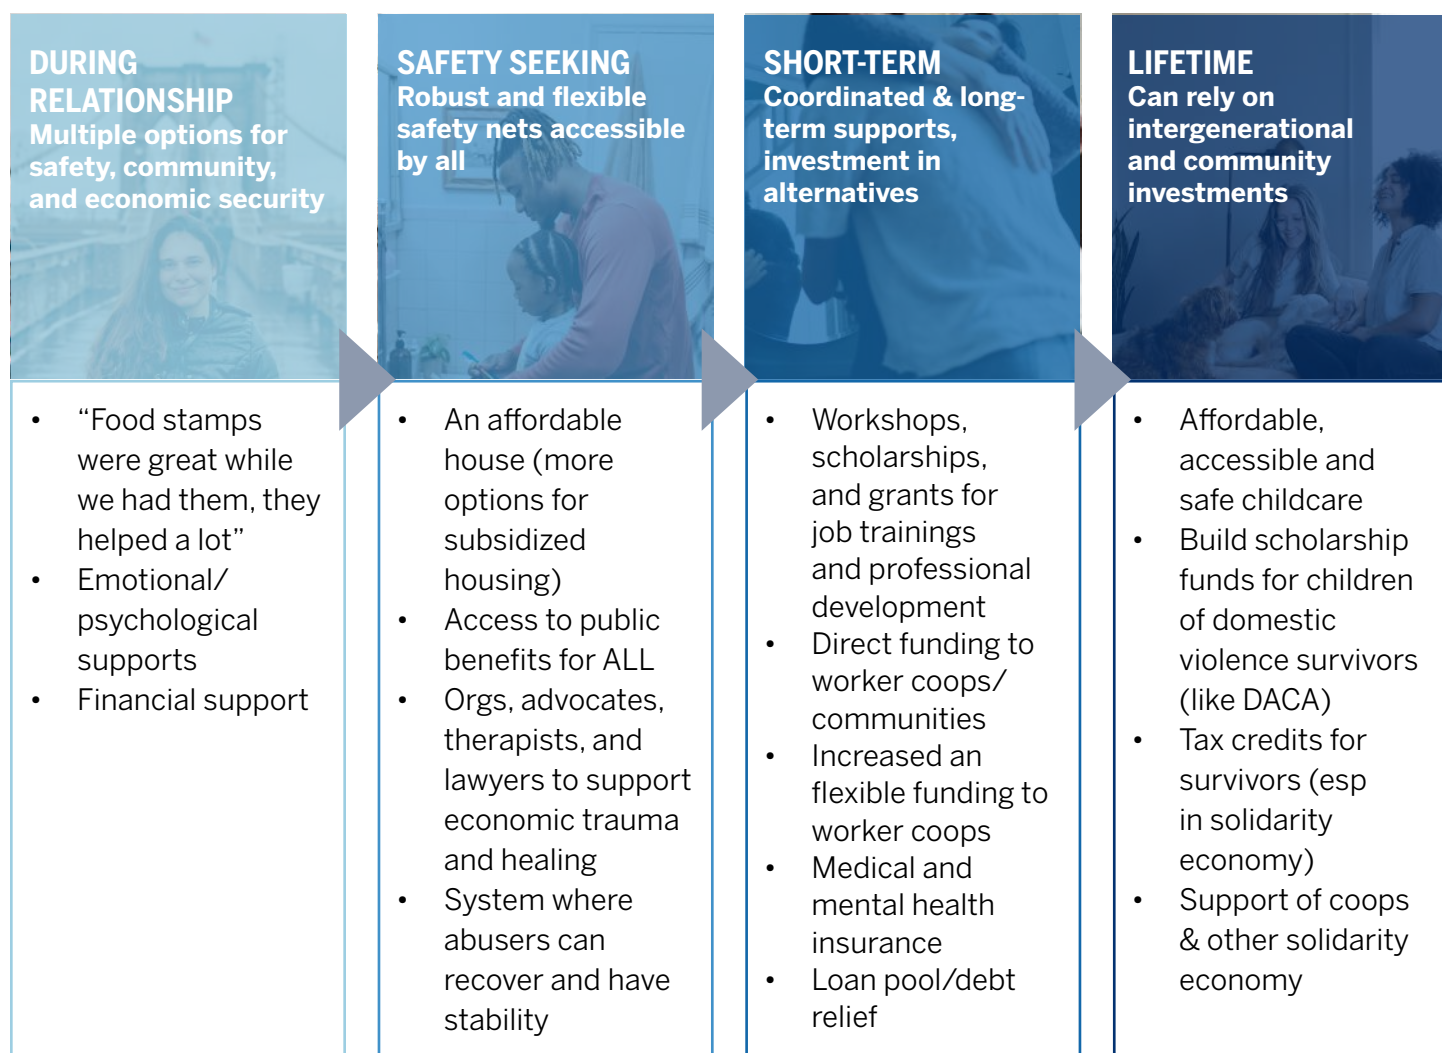 DURING
RELATIONSHIP
Multiple options for
safety, community,
and economic security
• “Food stamps
were great while
we had them, they
helped a lot”
• Emotional/
psychological
supports
• Financial support
SAFETY SEEKING
Robust and flexible
safety nets accessible
by all
• An affordable
house (more
options for
subsidized
housing)
• Access to public
benefits for ALL
• Orgs, advocates,
therapists, and
lawyers to support
economic trauma
and healing
• System where
abusers can
recover and have
stability
SHORT-TERM
Coordinated & long-
term supports,
investment in
alternatives
• Workshops,
scholarships,
and grants for
job trainings
and professional
development
• Direct funding to
worker coops/
communities
• Increased an
flexible funding to
worker coops
• Medical and
mental health
insurance
• Loan pool/debt
relief
LIFETIME
Can rely on
intergenerational
and community
investments
• Affordable,
accessible and
safe childcare
• Build scholarship
funds for children
of domestic
violence survivors
(like DACA)
• Tax credits for
survivors (esp
in solidarity
economy)
• Support of coops
& other solidarity
economy